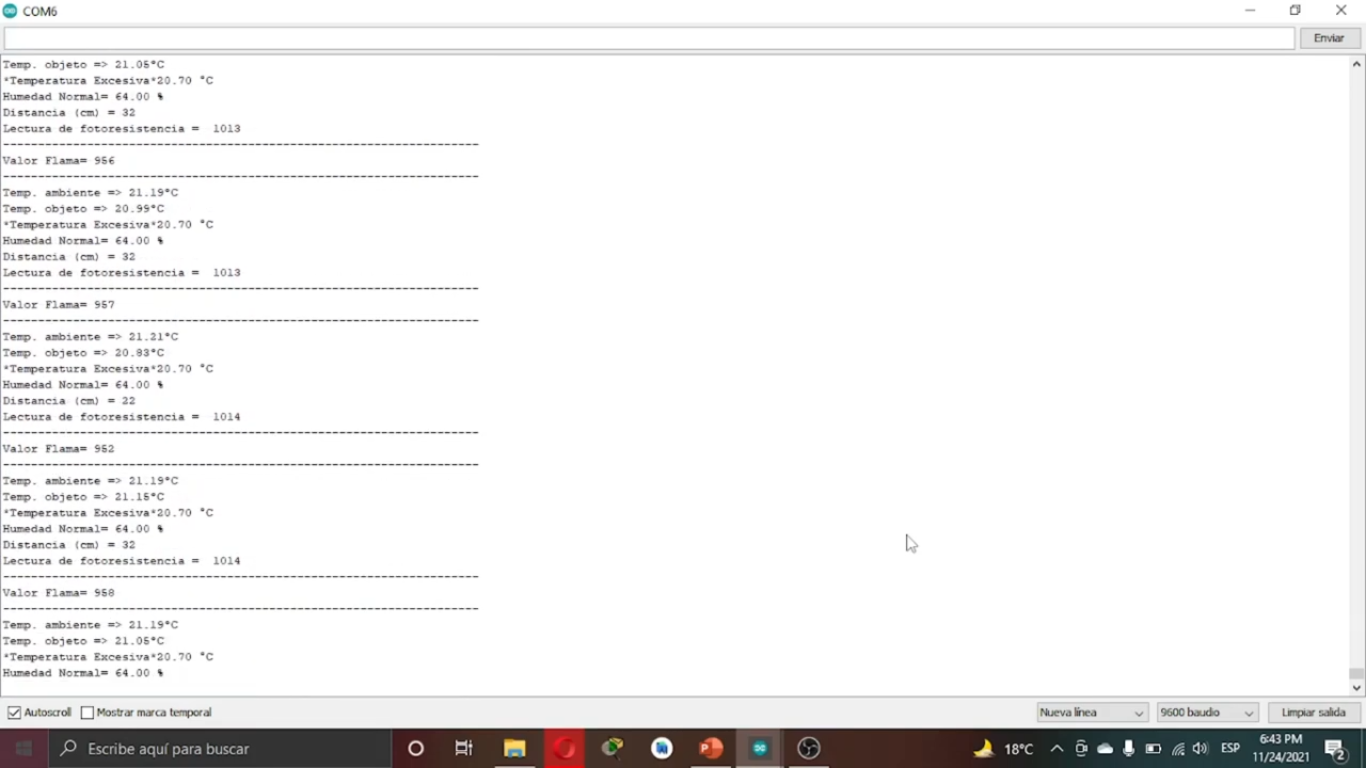 COM6
Enviar
Temp. objeto => 21.05°C
*Temperatura Excesiva*20.70 °C
Humedad Normal= 64.00 %
Distancia (cm) = 32
Lectura de fotoresistencia =  1013
--------------------------------------------------------------------
Valor Flama= 956
--------------------------------------------------------------------
Temp. ambiente => 21.19°C
Temp. objeto => 20.99°C
*Temperatura Excesiva*20.70 °C
Humedad Normal= 64.00 %
Distancia (cm) = 32
Lectura de fotoresistencia =  1013
--------------------------------------------------------------------
Valor Flama= 957
--------------------------------------------------------------------
Temp. ambiente => 21.21°C
Temp. objeto => 20.83°C
*Temperatura Excesiva*20.70 °C
Humedad Normal= 64.00 %
Distancia (cm) = 22
Lectura de fotoresistencia =  1014
--------------------------------------------------------------------
Valor Flama= 952
--------------------------------------------------------------------
Temp. ambiente => 21.19°C
Temp. objeto => 21.15°C
*Temperatura Excesiva*20.70 °C
Humedad Normal= 64.00 %
Distancia (cm) = 32
Lectura de fotoresistencia =  1014
--------------------------------------------------------------------
Valor Flama= 958
--------------------------------------------------------------------
Temp. ambiente => 21.19°C
Temp. objeto => 21.05°C
*Temperatura Excesiva*20.70 °C
Humedad Normal= 64.00 %
Autoscroll Mostrar marca temporal Nueva línea 9600 baudio Limpiar salida
Escribe aquí para buscar 18°C ESP 6:43 PM
11/24/2021 2